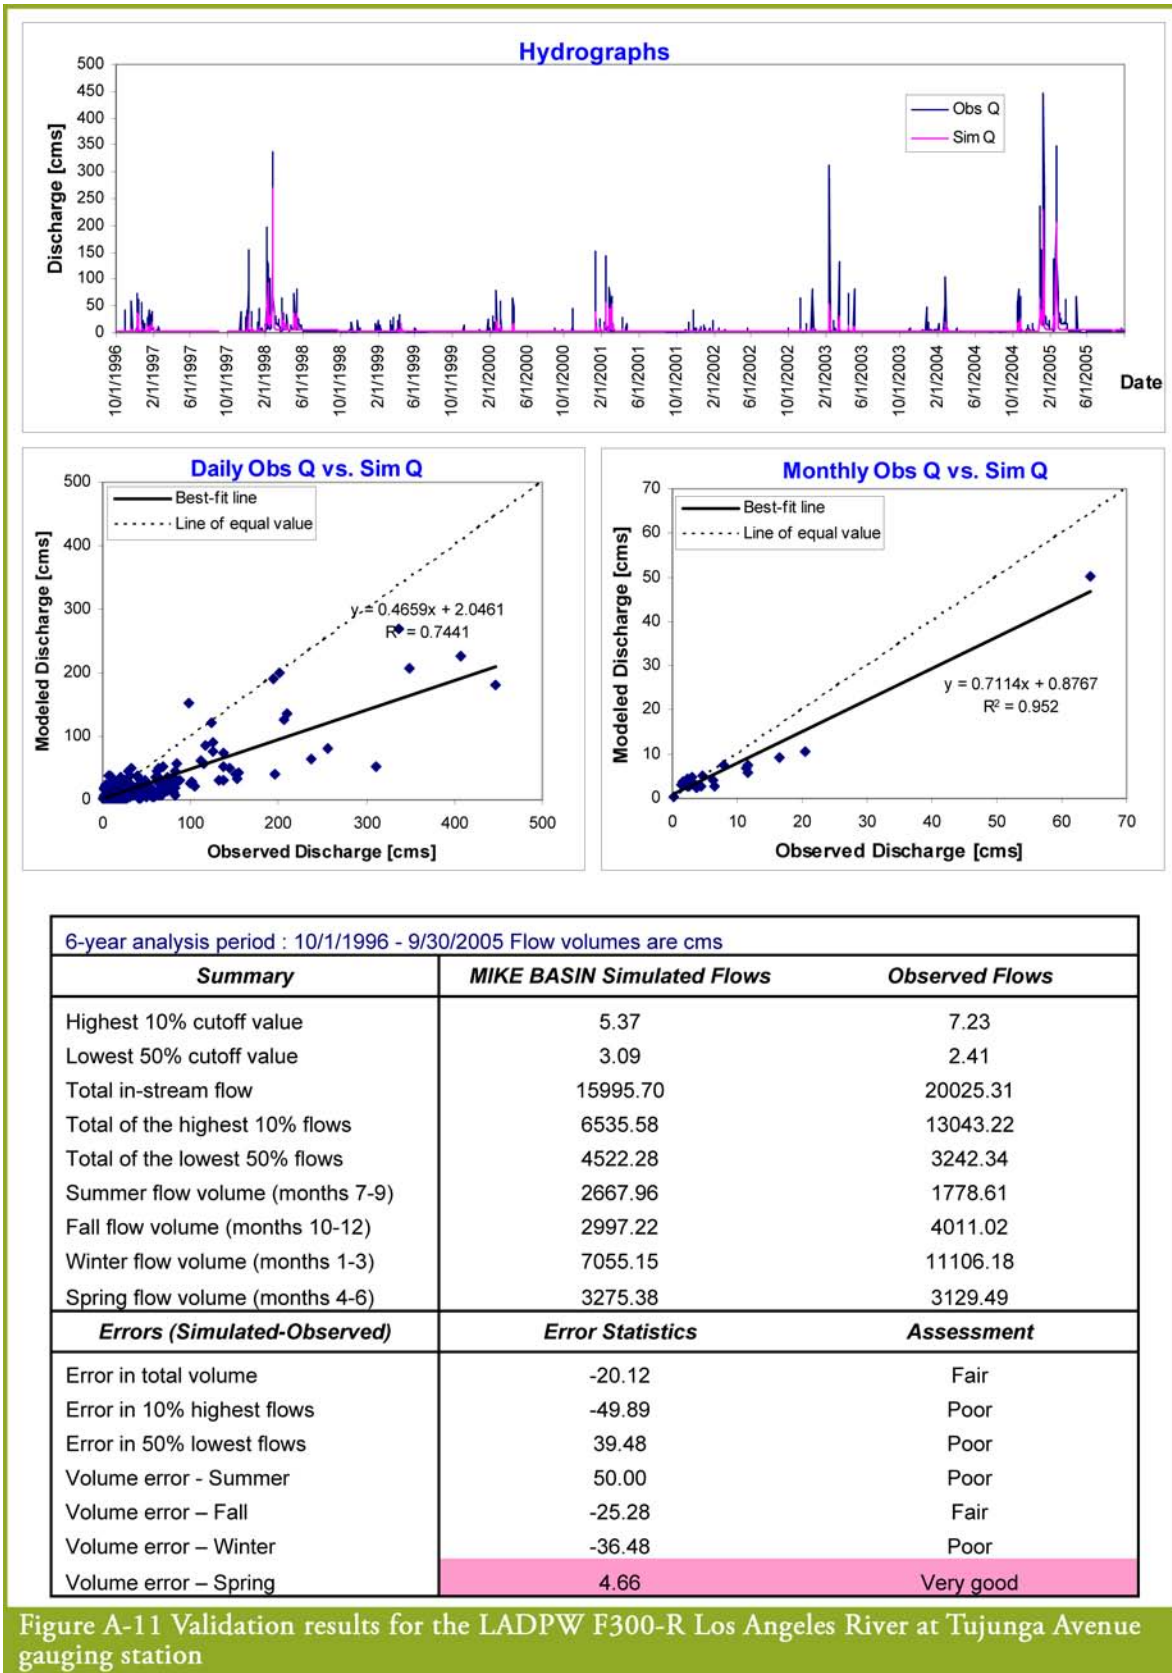 Hydrographs
Discharge [cms]
500
450
400
350
300
250
200
150
100
50
0
Obs Q
Sim Q
10/1/1996
2/1/1997
6/1/1997
10/1/1997
2/1/1998
6/1/1998
10/1/1998
2/1/1999
6/1/1999
10/1/1999
2/1/2000
6/1/2000
10/1/2000
2/1/2001
6/1/2001
10/1/2001
2/1/2002
6/1/2002
10/1/2002
2/1/2003
6/1/2003
10/1/2003
2/1/2004
6/1/2004
10/1/2004
2/1/2005
6/1/2005
Date
Daily Obs Q vs. Sim Q
Modeled Discharge [cms]
500
400
300
200
100
0
Best-fit line
Line of equal value
y = 0.4659x + 2.0461
R² = 0.7441
0 100 200 300 400 500
Observed Discharge [cms]
Monthly Obs Q vs. Sim Q
Modeled Discharge [cms]
70
60
50
40
30
20
10
0
Best-fit line
Line of equal value
y = 0.7114x + 0.8767
R² = 0.952
0 10 20 30 40 50 60 70
Observed Discharge [cms]
6-year analysis period : 10/1/1996 - 9/30/2005 Flow volumes are cms
Summary MIKE BASIN Simulated Flows Observed Flows
Highest 10% cutoff value 5.37 7.23
Lowest 50% cutoff value 3.09 2.41
Total in-stream flow 15995.70 20025.31
Total of the highest 10% flows 6535.58 13043.22
Total of the lowest 50% flows 4522.28 3242.34
Summer flow volume (months 7-9) 2667.96 1778.61
Fall flow volume (months 10-12) 2997.22 4011.02
Winter flow volume (months 1-3) 7055.15 11106.18
Spring flow volume (months 4-6) 3275.38 3129.49
Errors (Simulated-Observed) Error Statistics Assessment
Error in total volume -20.12 Fair
Error in 10% highest flows -49.89 Poor
Error in 50% lowest flows 39.48 Poor
Volume error - Summer 50.00 Poor
Volume error – Fall -25.28 Fair
Volume error – Winter -36.48 Poor
Volume error – Spring 4.66 Very good
Figure A-11 Validation results for the LADPW F300-R Los Angeles River at Tujunga Avenue
gauging station